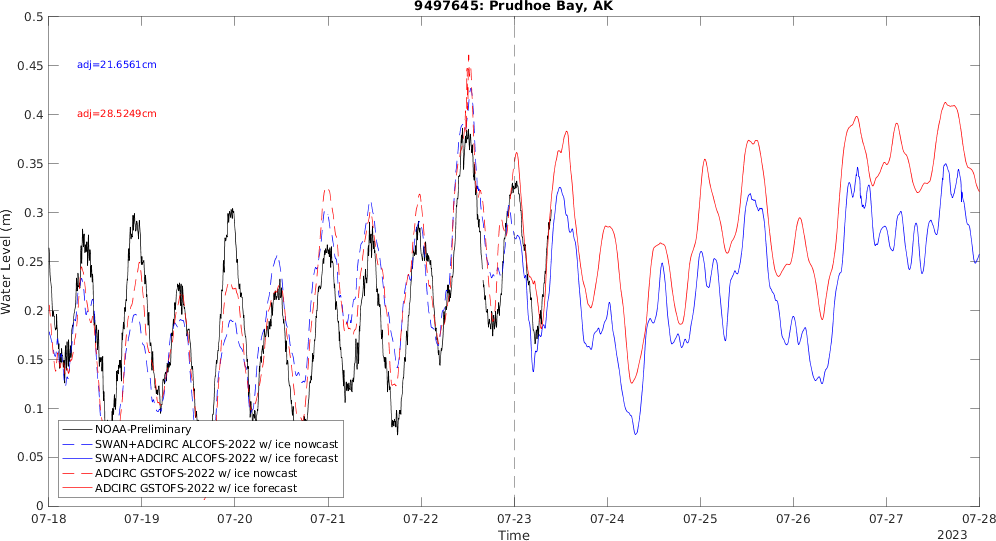 9497645: Prudhoe Bay, AK
0.5
0.45
0.4
0.35
0.3
0.25
0.2
0.15
0.1
0.05
0
Water Level (m)
adj=21.6561cm
adj=28.5249cm
NOAA-Preliminary
SWAN+ADCIRC ALCOFS-2022 w/ ice nowcast
SWAN+ADCIRC ALCOFS-2022 w/ ice forecast
ADCIRC GSTOFS-2022 w/ ice nowcast
ADCIRC GSTOFS-2022 w/ ice forecast
07-18 07-19 07-20 07-21 07-22 07-23 07-24 07-25 07-26 07-27 07-28
Time
2023